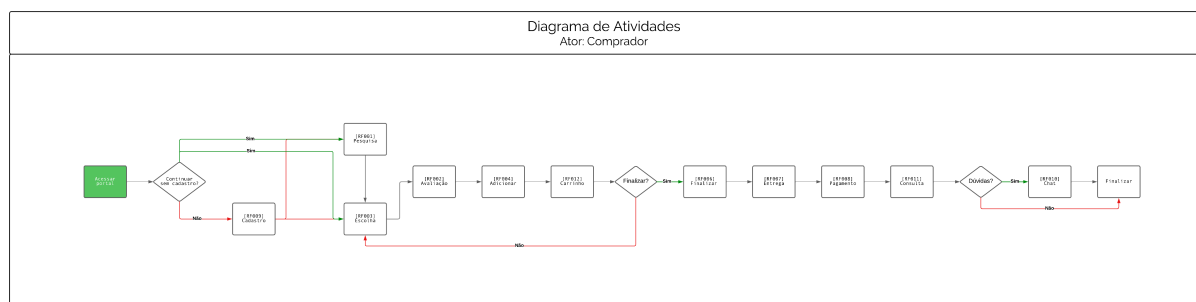 Diagrama de Atividades
Ator: Comprador
Acessar
portal
Continuar
sem cadastro?
Sim
Sim
Não
[RF009]
Cadastro
[RF001]
Pesquisa
[RF003]
Escolha
[RF002]
Avaliação
[RF004]
Adicionar
[RF012]
Carrinho
Finalizar?
Sim
Não
[RF006]
Finalizar
[RF007]
Entrega
[RF008]
Pagamento
[RF011]
Consulta
Dúvidas?
Sim
Não
[RF010]
Chat
Finalizar